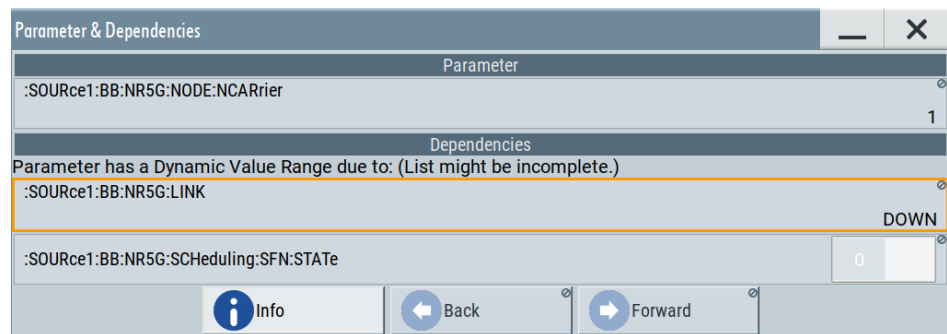 Parameter & Dependencies
Parameter
:SOURce1:BB:NR5G:NODE:NCARrier
1
Dependencies
Parameter has a Dynamic Value Range due to: (List might be incomplete.)
:SOURce1:BB:NR5G:LINK
DOWN
:SOURce1:BB:NR5G:SCHeduling:SFN:STATe
0
Info Back Forward